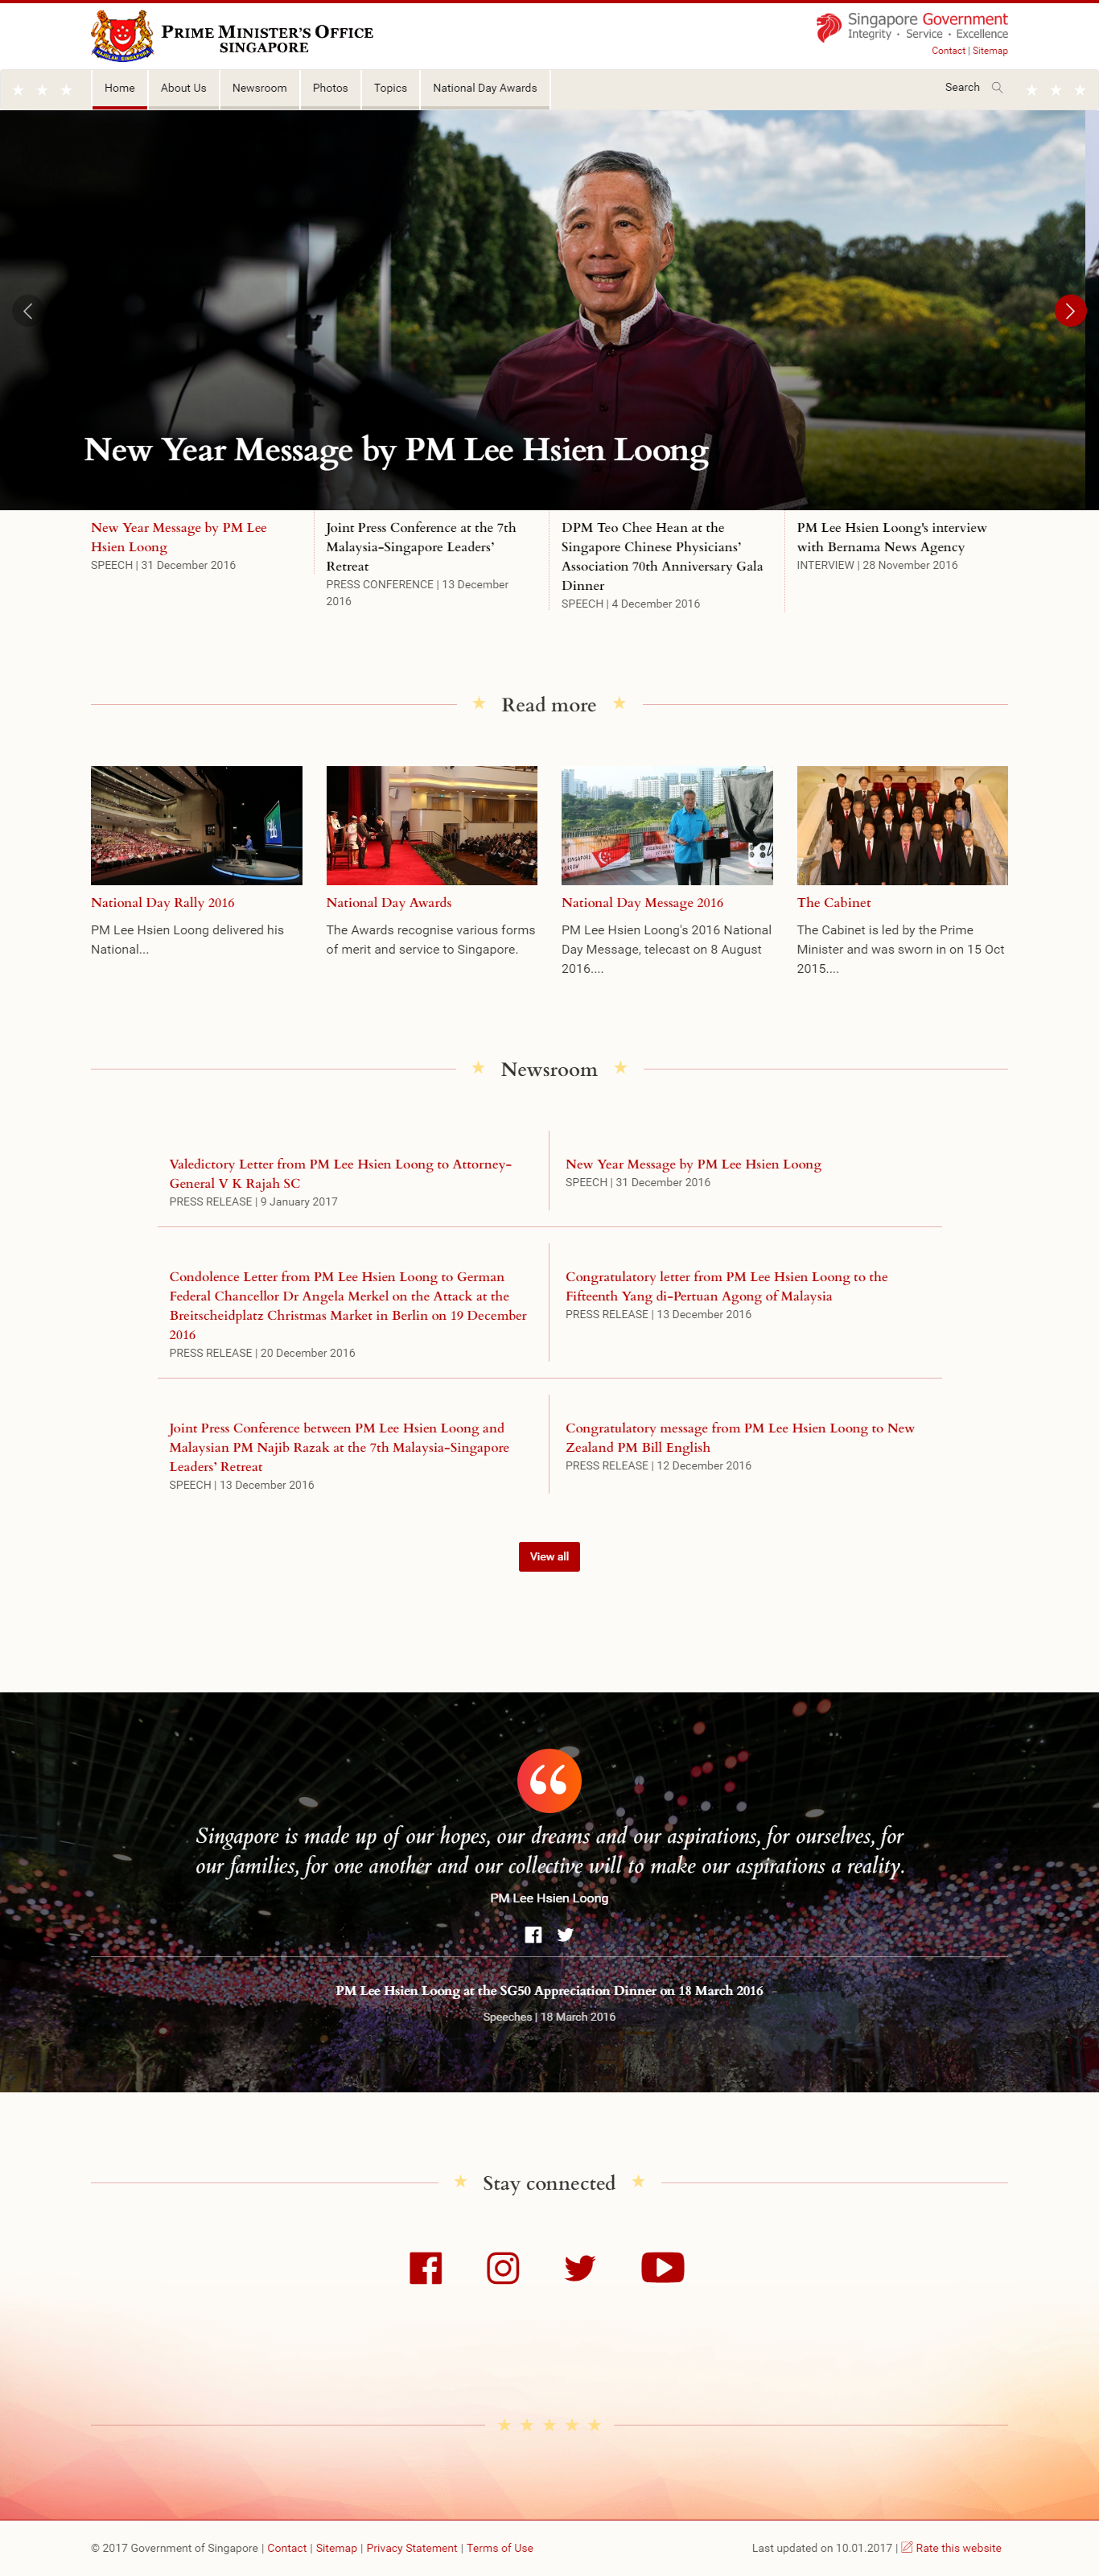 PRIME MINISTER'S OFFICE
SINGAPORE
Singapore Government
Integrity · Service · Excellence
Contact | Sitemap
Home
About Us
Newsroom
Photos
Topics
National Day Awards
Search
New Year Message by PM Lee Hsien Loong
New Year Message by PM Lee
Hsien Loong
SPEECH | 31 December 2016
Joint Press Conference at the 7th
Malaysia-Singapore Leaders’
Retreat
PRESS CONFERENCE | 13 December
2016
DPM Teo Chee Hean at the
Singapore Chinese Physicians’
Association 70th Anniversary Gala
Dinner
SPEECH | 4 December 2016
PM Lee Hsien Loong's interview
with Bernama News Agency
INTERVIEW | 28 November 2016
Read more
National Day Rally 2016
PM Lee Hsien Loong delivered his
National...
National Day Awards
The Awards recognise various forms
of merit and service to Singapore.
National Day Message 2016
PM Lee Hsien Loong's 2016 National
Day Message, telecast on 8 August
2016....
The Cabinet
The Cabinet is led by the Prime
Minister and was sworn in on 15 Oct
2015....
Newsroom
Valedictory Letter from PM Lee Hsien Loong to Attorney-
General V K Rajah SC
PRESS RELEASE | 9 January 2017
New Year Message by PM Lee Hsien Loong
SPEECH | 31 December 2016
Condolence Letter from PM Lee Hsien Loong to German
Federal Chancellor Dr Angela Merkel on the Attack at the
Breitscheidplatz Christmas Market in Berlin on 19 December
2016
PRESS RELEASE | 20 December 2016
Congratulatory letter from PM Lee Hsien Loong to the
Fifteenth Yang di-Pertuan Agong of Malaysia
PRESS RELEASE | 13 December 2016
Joint Press Conference between PM Lee Hsien Loong and
Malaysian PM Najib Razak at the 7th Malaysia-Singapore
Leaders’ Retreat
SPEECH | 13 December 2016
Congratulatory message from PM Lee Hsien Loong to New
Zealand PM Bill English
PRESS RELEASE | 12 December 2016
View all
Singapore is made up of our hopes, our dreams and our aspirations, for ourselves, for
our families, for one another and our collective will to make our aspirations a reality.
PM Lee Hsien Loong
PM Lee Hsien Loong at the SG50 Appreciation Dinner on 18 March 2016
Speeches | 18 March 2016
Stay connected
© 2017 Government of Singapore | Contact | Sitemap | Privacy Statement | Terms of Use
Last updated on 10.01.2017 | Rate this website